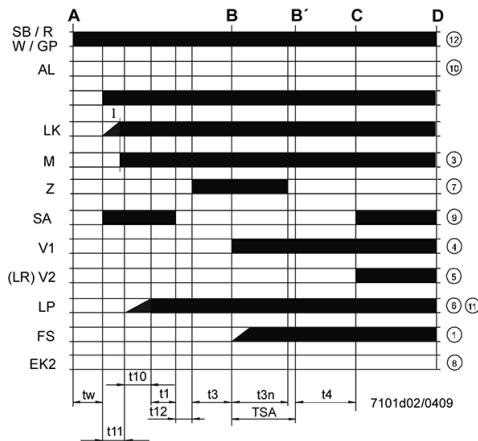 A B B´ C D
SB / R
W / GP 12
AL 10
1
LK
M 3
Z 7
SA 9
V1 4
(LR) V2 5
LP 6 11
FS 1
EK2 8
t10
tw t1 t3 t3n t4 7101d02/0409
t12 TSA
t11